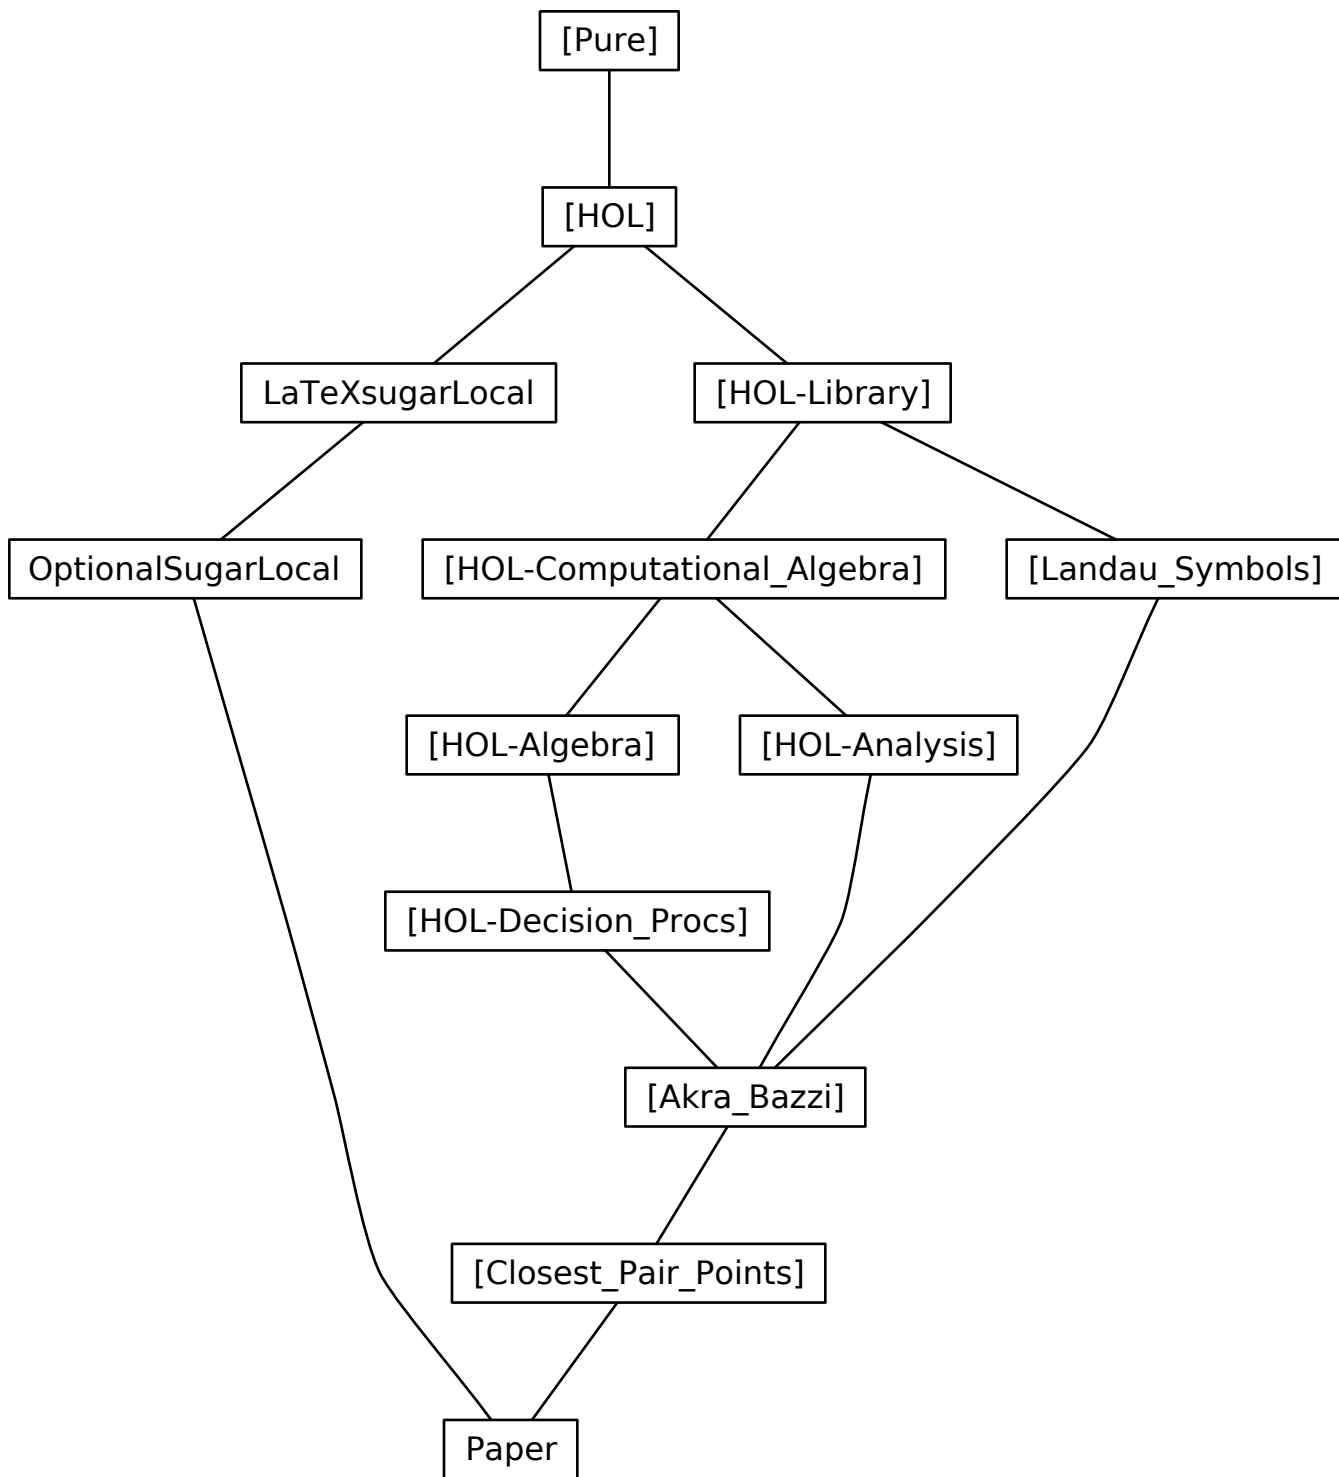 [Pure]
[HOL]
LaTeXsugarLocal
[HOL-Library]
OptionalSugarLocal
[HOL-Computational_Algebra]
[Landau_Symbols]
[HOL-Algebra]
[HOL-Analysis]
[HOL-Decision_Procs]
[Akra_Bazzi]
[Closest_Pair_Points]
Paper